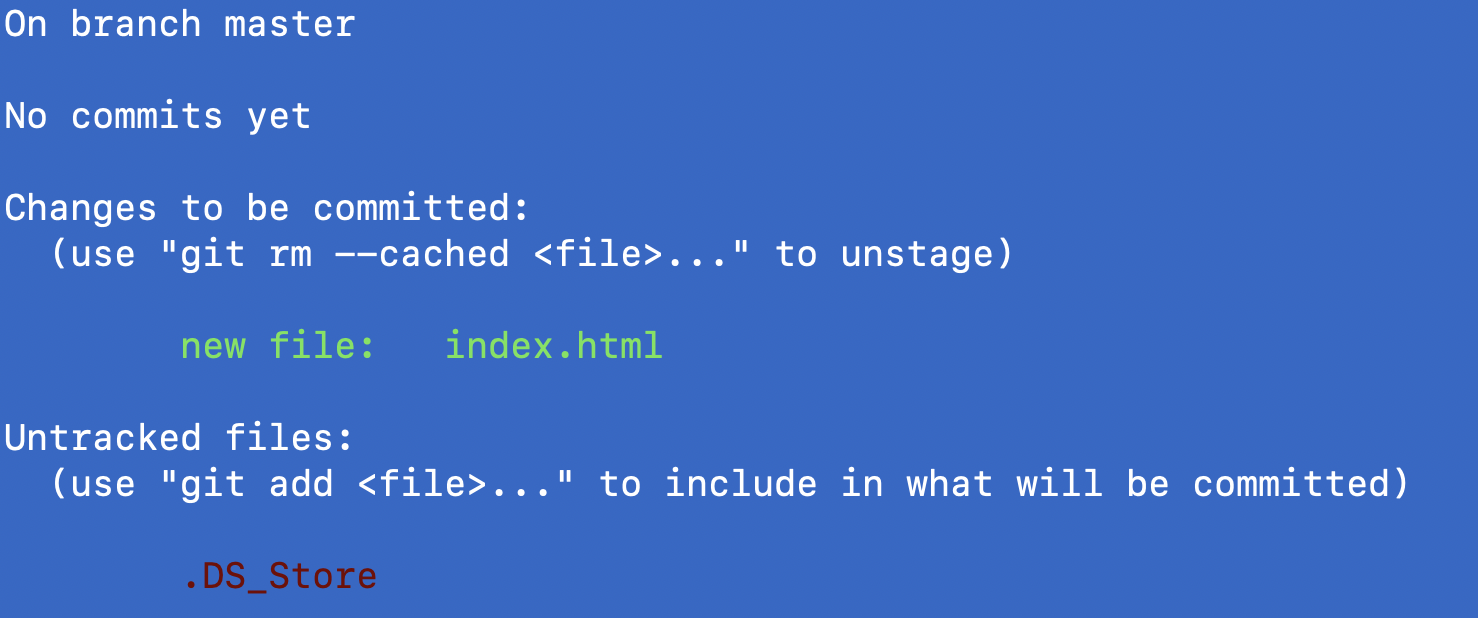 On branch master
No commits yet
Changes to be committed:
(use "git rm --cached <file>..." to unstage)
new file: index.html
Untracked files:
(use "git add <file>..." to include in what will be committed)
.DS_Store